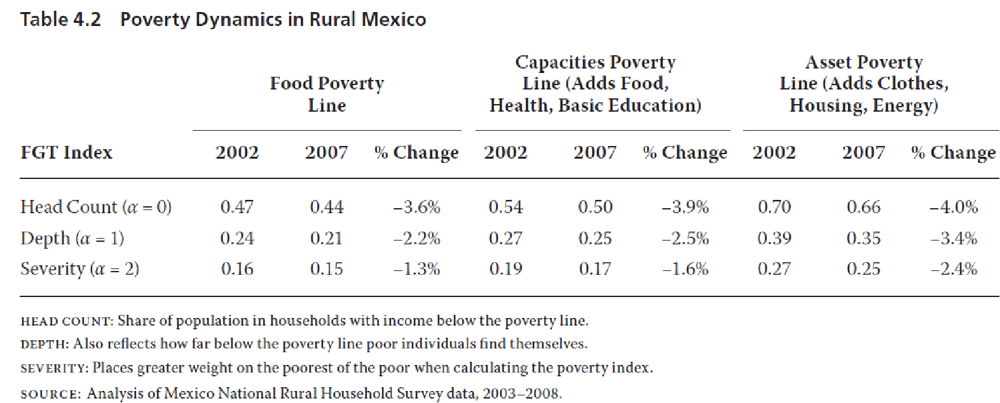 Table 4.2 Poverty Dynamics in Rural Mexico
Food Poverty
Line
Capacities Poverty
Line (Adds Food,
Health, Basic Education)
Asset Poverty
Line (Adds Clothes,
Housing, Energy)
FGT Index 2002 2007 % Change 2002 2007 % Change 2002 2007 % Change
Head Count (α = 0) 0.47 0.44 –3.6% 0.54 0.50 –3.9% 0.70 0.66 –4.0%
Depth (α = 1) 0.24 0.21 –2.2% 0.27 0.25 –2.5% 0.39 0.35 –3.4%
Severity (α = 2) 0.16 0.15 –1.3% 0.19 0.17 –1.6% 0.27 0.25 –2.4%
HEAD COUNT: Share of population in households with income below the poverty line.
DEPTH: Also reflects how far below the poverty line poor individuals find themselves.
SEVERITY: Places greater weight on the poorest of the poor when calculating the poverty index.
SOURCE: Analysis of Mexico National Rural Household Survey data, 2003–2008.